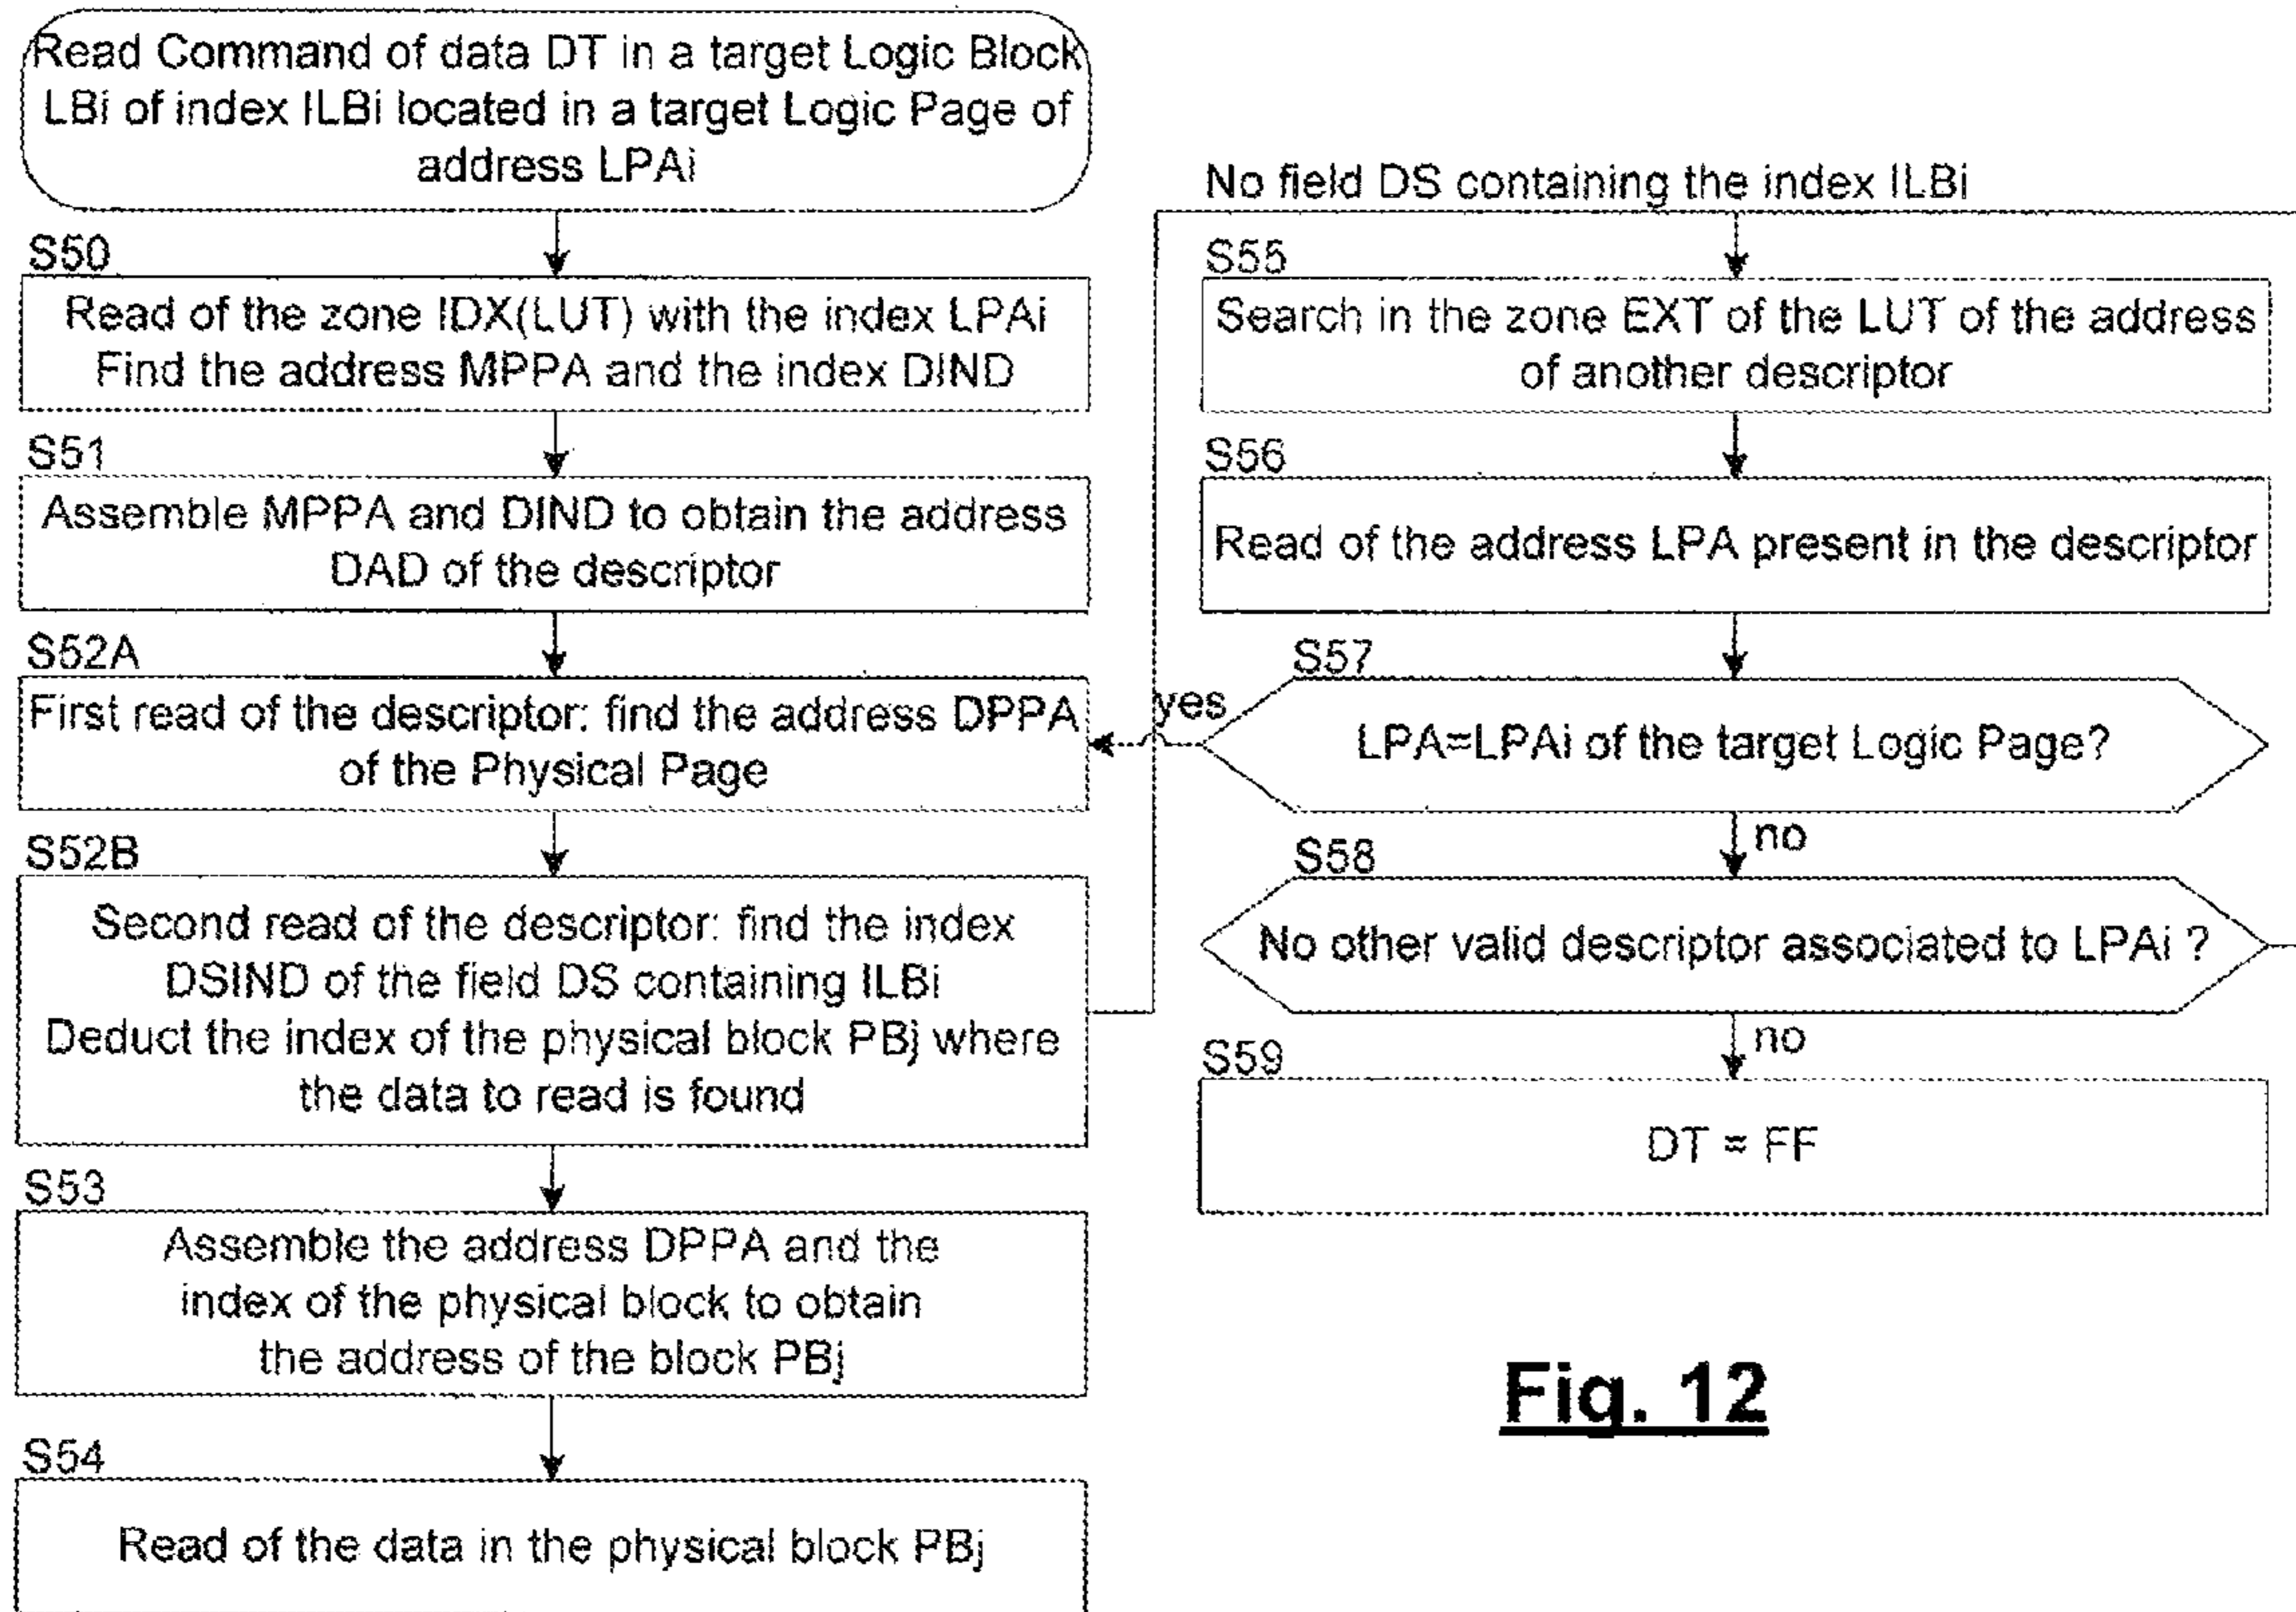 Read Command of data DT in a target Logic Block
LBi of index ILBi located in a target Logic Page of
address LPAi
S50
Read of the zone IDX(LUT) with the index LPAi
Find the address MPPA and the index DIND
S51
Assemble MPPA and DIND to obtain the address
DAD of the descriptor
S52A
First read of the descriptor: find the address DPPA
of the Physical Page
S52B
Second read of the descriptor: find the index
DSIND of the field DS containing ILBi
Deduct the index of the physical block PBj where
the data to read is found
S53
Assemble the address DPPA and the
index of the physical block to obtain
the address of the block PBj
S54
Read of the data in the physical block PBj
No field DS containing the index ILBi
S55
Search in the zone EXT of the LUT of the address
of another descriptor
S56
Read of the address LPA present in the descriptor
S57
yes
LPA=LPAi of the target Logic Page?
no
S58
No other valid descriptor associated to LPAi ?
no
S59
DT = FF
Fig. 12